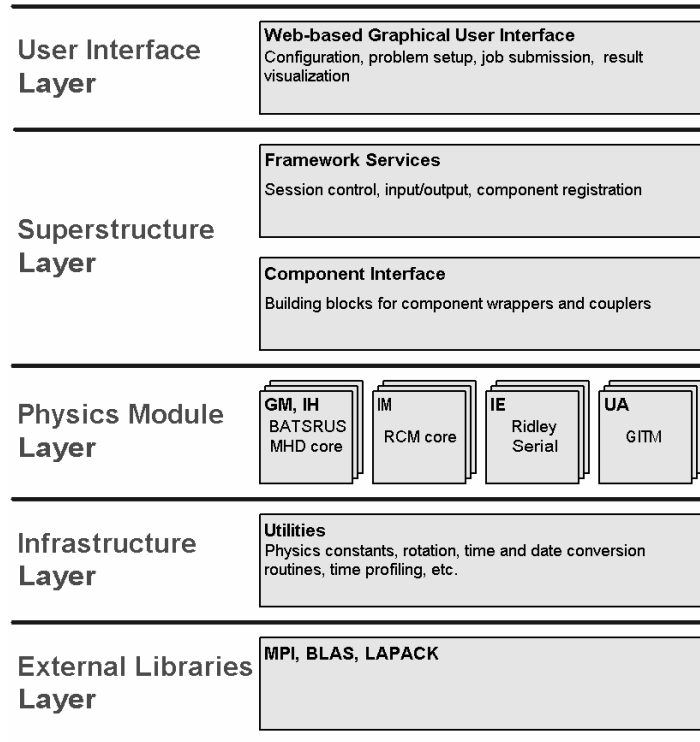 User Interface
Layer
Web-based Graphical User Interface
Configuration, problem setup, job submission, result
visualization
Superstructure
Layer
Framework Services
Session control, input/output, component registration
Component Interface
Building blocks for component wrappers and couplers
Physics Module
Layer
GM, IH
BATSRUS
MHD core
IM
RCM core
IE
Ridley
Serial
UA
GITM
Infrastructure
Layer
Utilities
Physics constants, rotation, time and date conversion
routines, time profiling, etc.
External Libraries
Layer
MPI, BLAS, LAPACK